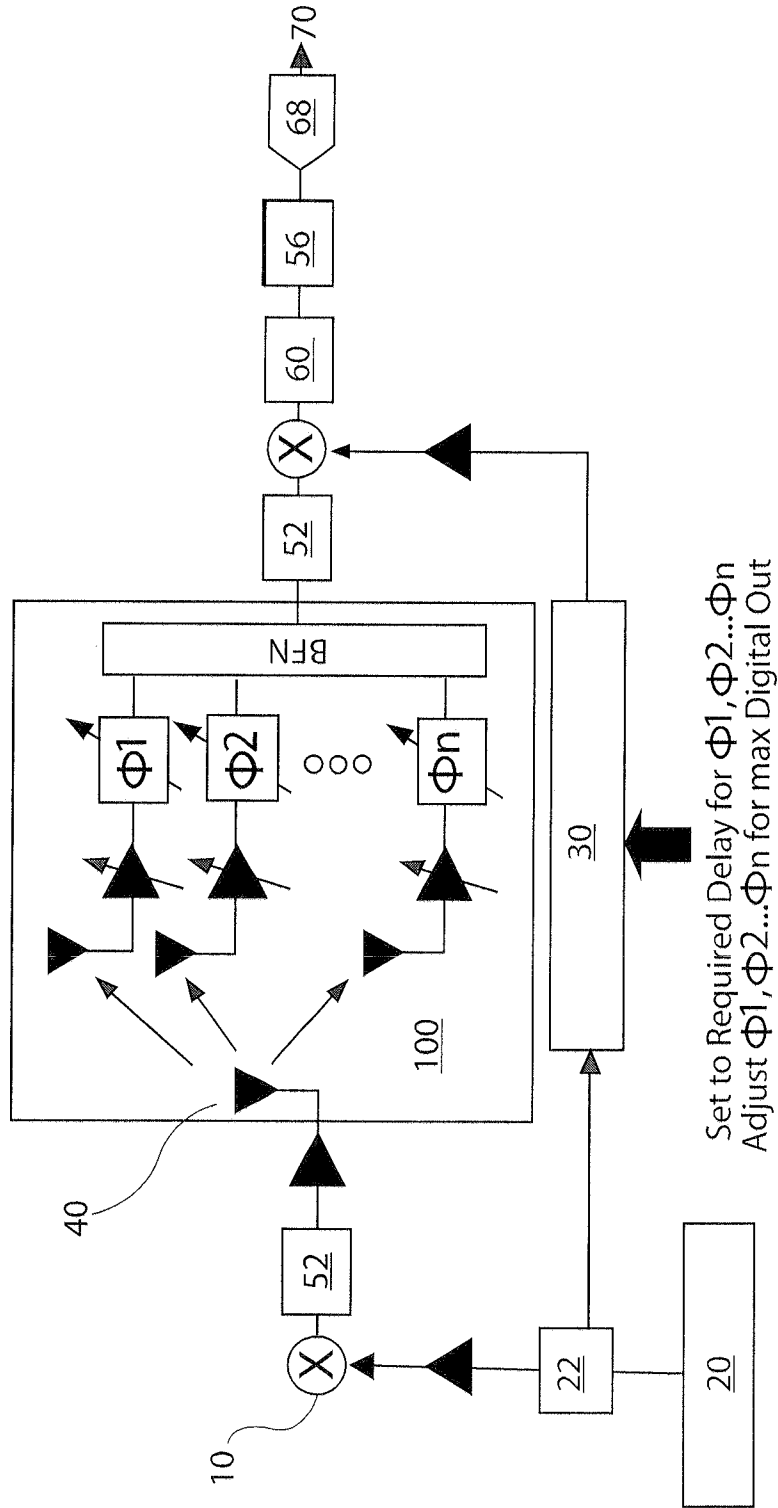 40
10
52
100
Φ1
Φ2
Φn
BFN
52
X
X
60
56
68
70
22
20
30
Set to Required Delay for Φ1, Φ2...Φn
Adjust Φ1, Φ2...Φn for max Digital Out